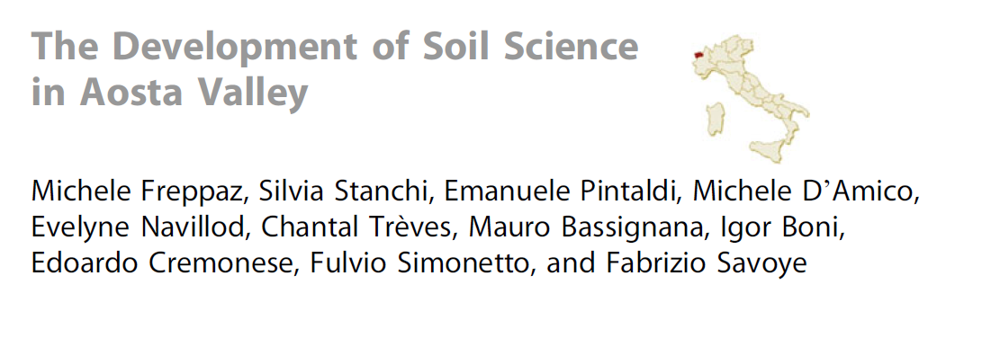 The Development of Soil Science
in Aosta Valley
Michele Freppaz, Silvia Stanchi, Emanuele Pintaldi, Michele D’Amico,
Evelyne Navillod, Chantal Trèves, Mauro Bassignana, Igor Boni,
Edoardo Cremonese, Fulvio Simonetto, and Fabrizio Savoye